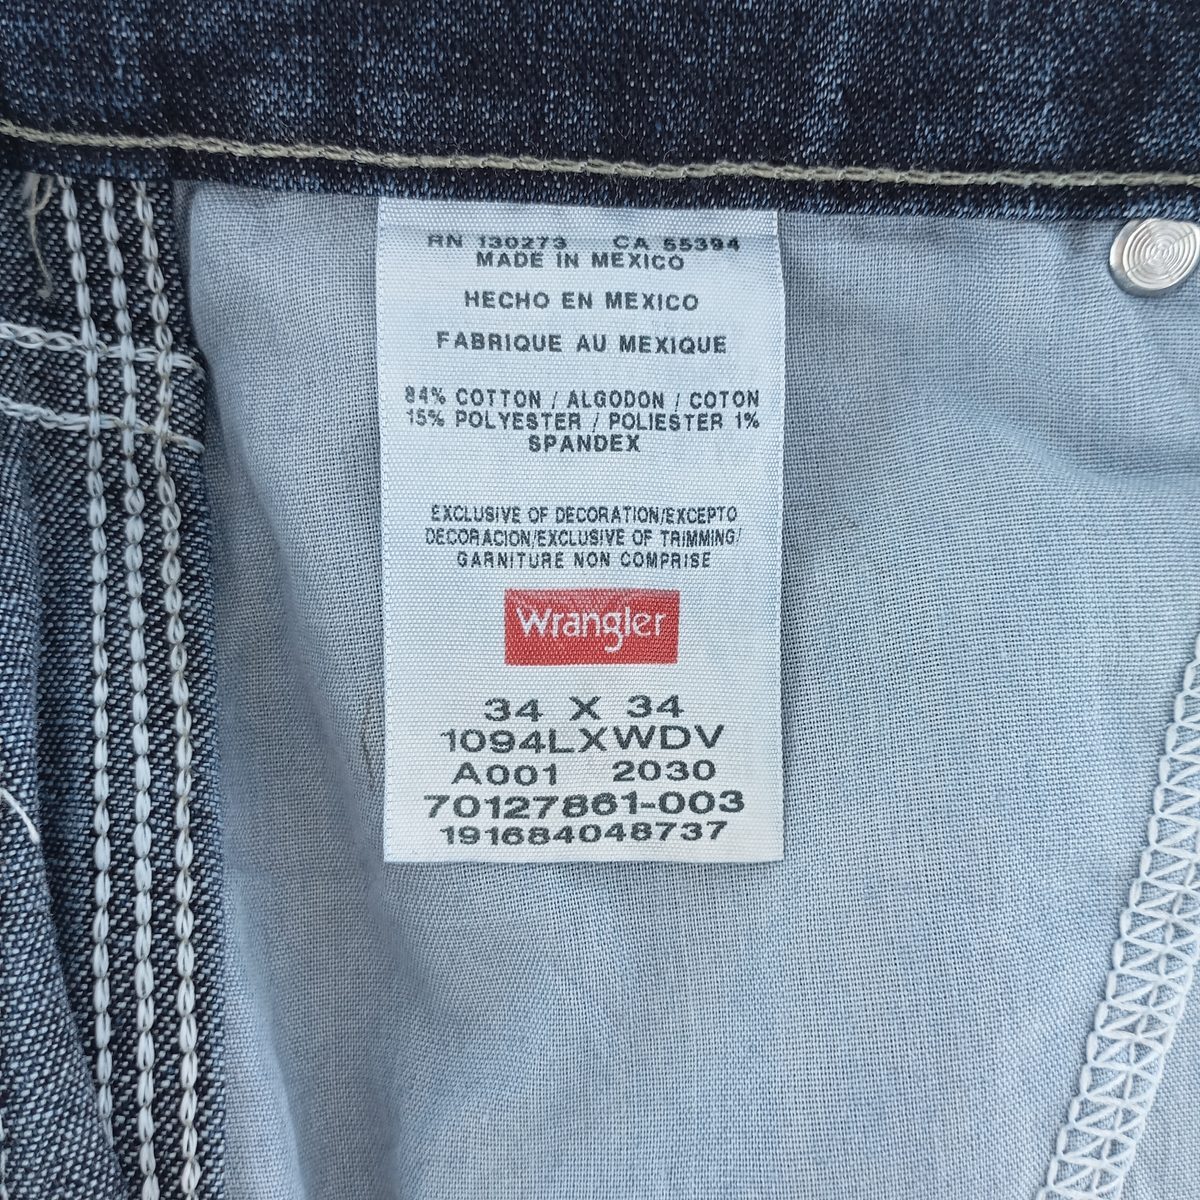 RN 130273 CA 55394
MADE IN MEXICO
HECHO EN MEXICO
FABRIQUE AU MEXIQUE
84% COTTON / ALGODON / COTON
15% POLYESTER / POLIESTER 1%
SPANDEX
EXCLUSIVE OF DECORATION/EXCEPTO
DECORACION/EXCLUSIVE OF TRIMMING/
GARNITURE NON COMPRISE
Wrangler
34 X 34
1094LXWDV
A001 2030
70127861-003
191684048737